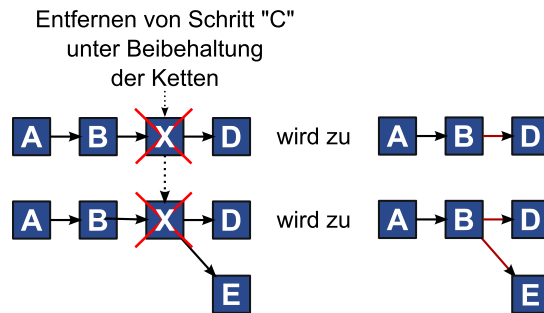 Entfernen von Schritt "C"
unter Beibehaltung
der Ketten
A B X D wird zu A B D
A B X D wird zu A B D
E E